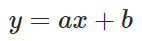 y = ax + b